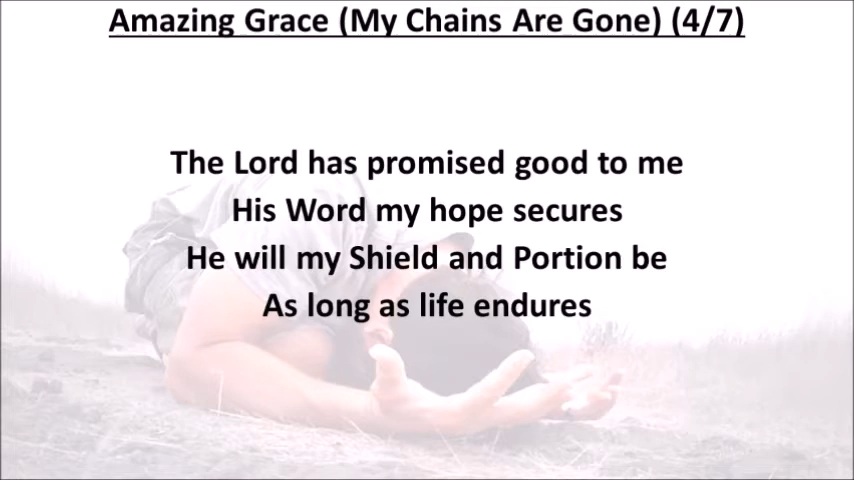 Amazing Grace (My Chains Are Gone) (4/7)
The Lord has promised good to me
His Word my hope secures
He will my Shield and Portion be
As long as life endures